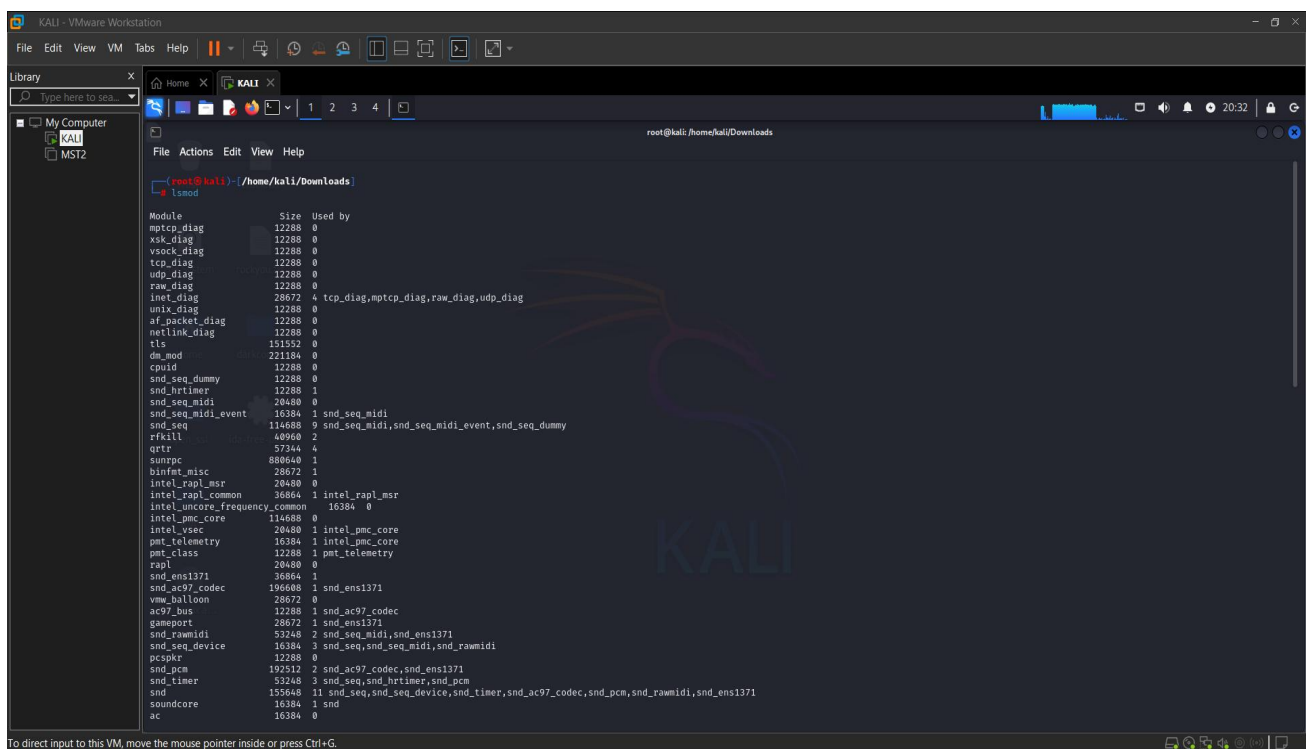 KALI - VMware Workstation
File Edit View VM Tabs Help
Library X
Type here to sea...
My Computer
KALI
MST2
Home X KALI X
1 2 3 4
20:32
root@kali: /home/kali/Downloads
File Actions Edit View Help
(root㉿kali)-[/home/kali/Downloads]
# lsmod
Module Size Used by
mptcp_diag 12288 0
xsk_diag 12288 0
vsock_diag 12288 0
tcp_diag 12288 0
udp_diag 12288 0
raw_diag 12288 0
inet_diag 28672 4 tcp_diag,mptcp_diag,raw_diag,udp_diag
unix_diag 12288 0
af_packet_diag 12288 0
netlink_diag 12288 0
tls 151552 0
dm_mod 221184 0
cpuid 12288 0
snd_seq_dummy 12288 0
snd_hrtimer 12288 1
snd_seq_midi 20480 0
snd_seq_midi_event 16384 1 snd_seq_midi
snd_seq 114688 9 snd_seq_midi,snd_seq_midi_event,snd_seq_dummy
rfkill 40960 2
qrtr 57344 4
sunrpc 880640 1
binfmt_misc 28672 1
intel_rapl_msr 20480 0
intel_rapl_common 36864 1 intel_rapl_msr
intel_uncore_frequency_common 16384 0
intel_pmc_core 114688 0
intel_vsec 20480 1 intel_pmc_core
pmt_telemetry 16384 1 intel_pmc_core
pmt_class 12288 1 pmt_telemetry
rapl 20480 0
snd_ens1371 36864 1
snd_ac97_codec 196608 1 snd_ens1371
vmw_balloon 28672 0
ac97_bus 12288 1 snd_ac97_codec
gameport 28672 1 snd_ens1371
snd_rawmidi 53248 2 snd_seq_midi,snd_ens1371
snd_seq_device 16384 3 snd_seq,snd_seq_midi,snd_rawmidi
pcspkr 12288 0
snd_pcm 192512 2 snd_ac97_codec,snd_ens1371
snd_timer 53248 3 snd_seq,snd_hrtimer,snd_pcm
snd 155648 11 snd_seq,snd_seq_device,snd_timer,snd_ac97_codec,snd_pcm,snd_rawmidi,snd_ens1371
soundcore 16384 1 snd
ac 16384 0
KALI
To direct input to this VM, move the mouse pointer inside or press Ctrl+G.